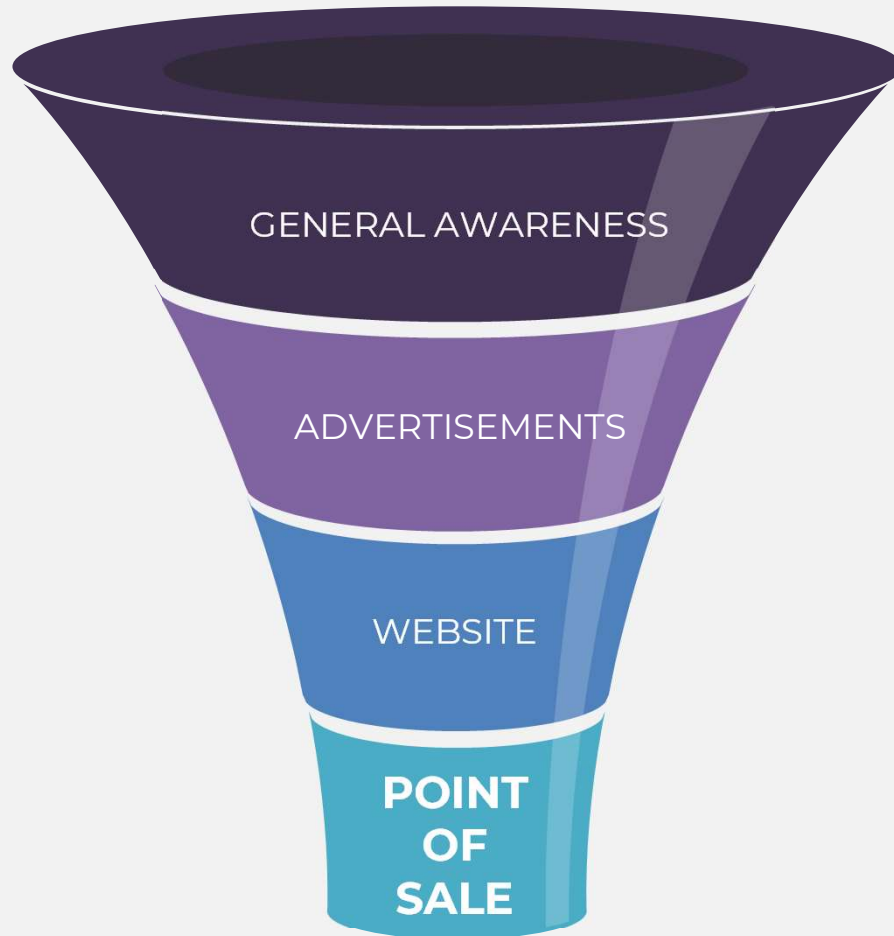 GENERAL AWARENESS
ADVERTISEMENTS
WEBSITE
POINT
OF
SALE